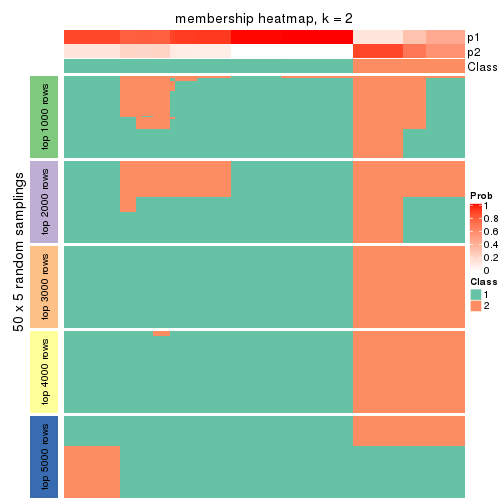 membership heatmap, k = 2
p1
p2
Class
50 x 5 random samplings
top 1000 rows
top 2000 rows
top 3000 rows
top 4000 rows
top 5000 rows
Prob
1
0.8
0.6
0.4
0.2
0
Class
1
2